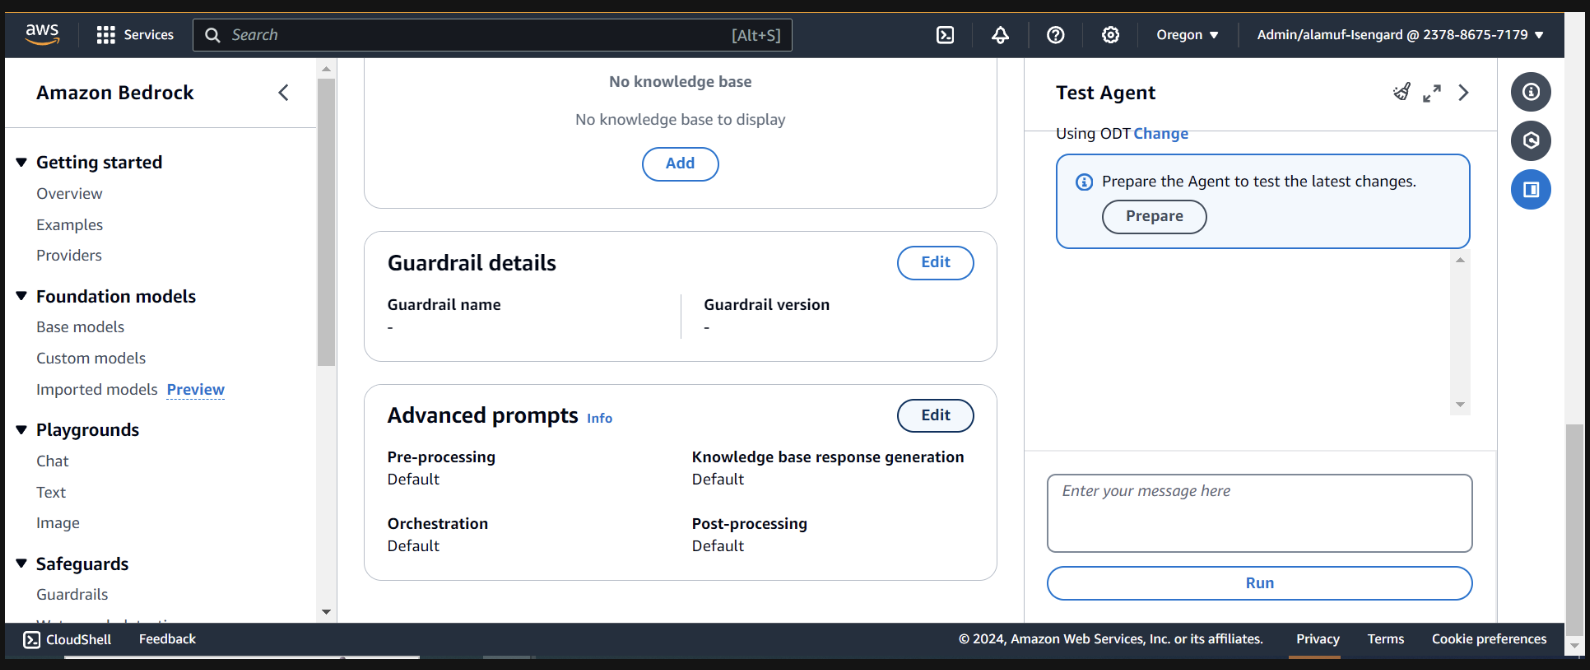 aws
Services
Search
[Alt+S]
Oregon ▼
Admin/alamuf-Isengard @ 2378-8675-7179 ▼
Amazon Bedrock
Getting started
Overview
Examples
Providers
Foundation models
Base models
Custom models
Imported models Preview
Playgrounds
Chat
Text
Image
Safeguards
Guardrails
No knowledge base
No knowledge base to display
Add
Guardrail details
Edit
Guardrail name
-
Guardrail version
-
Advanced prompts Info
Edit
Pre-processing
Default
Knowledge base response generation
Default
Orchestration
Default
Post-processing
Default
Test Agent
Using ODT Change
Prepare the Agent to test the latest changes.
Prepare
Enter your message here
Run
CloudShell
Feedback
© 2024, Amazon Web Services, Inc. or its affiliates.
Privacy
Terms
Cookie preferences